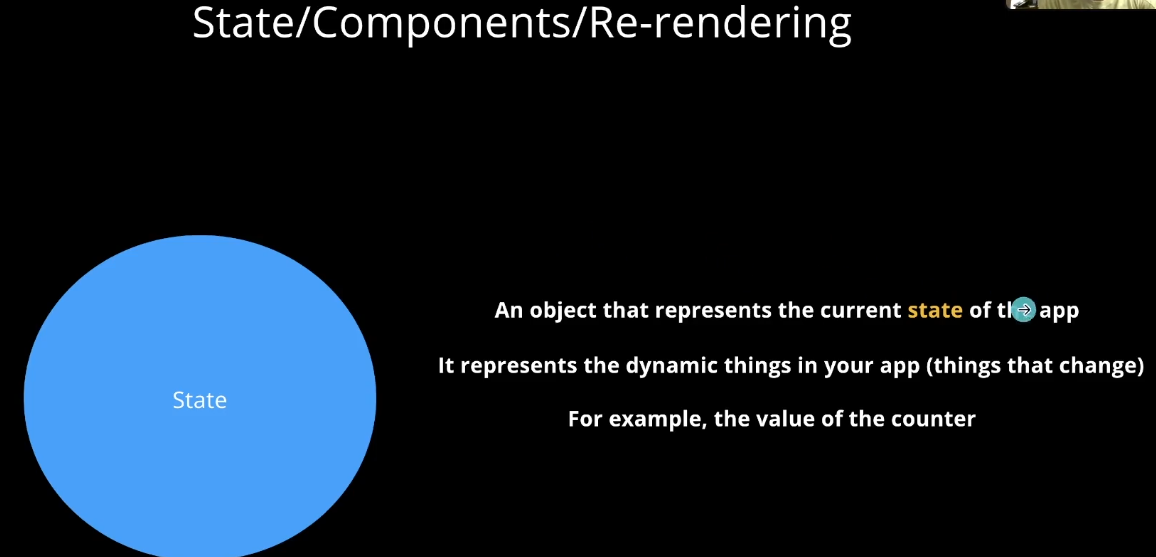 State/Components/Re-rendering
An object that represents the current state of app
It represents the dynamic things in your app (things that change)
State
For example, the value of the counter